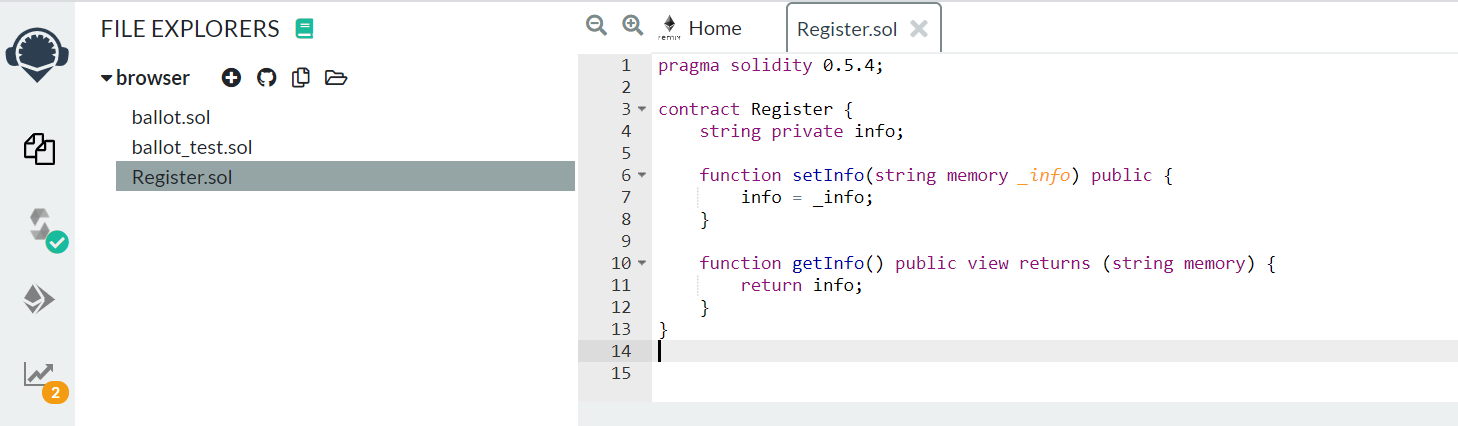 FILE EXPLORERS
browser
ballot.sol
ballot_test.sol
Register.sol
2
remix
Home
Register.sol
1 pragma solidity 0.5.4;
2
3 contract Register {
4     string private info;
5
6     function setInfo(string memory _info) public {
7         info = _info;
8     }
9
10     function getInfo() public view returns (string memory) {
11         return info;
12     }
13 }
14
15